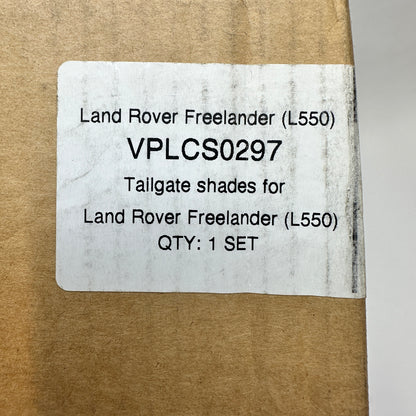 Land Rover Freelander (L550)
VPLCS0297
Tailgate shades for
Land Rover Freelander (L550)
QTY: 1 SET